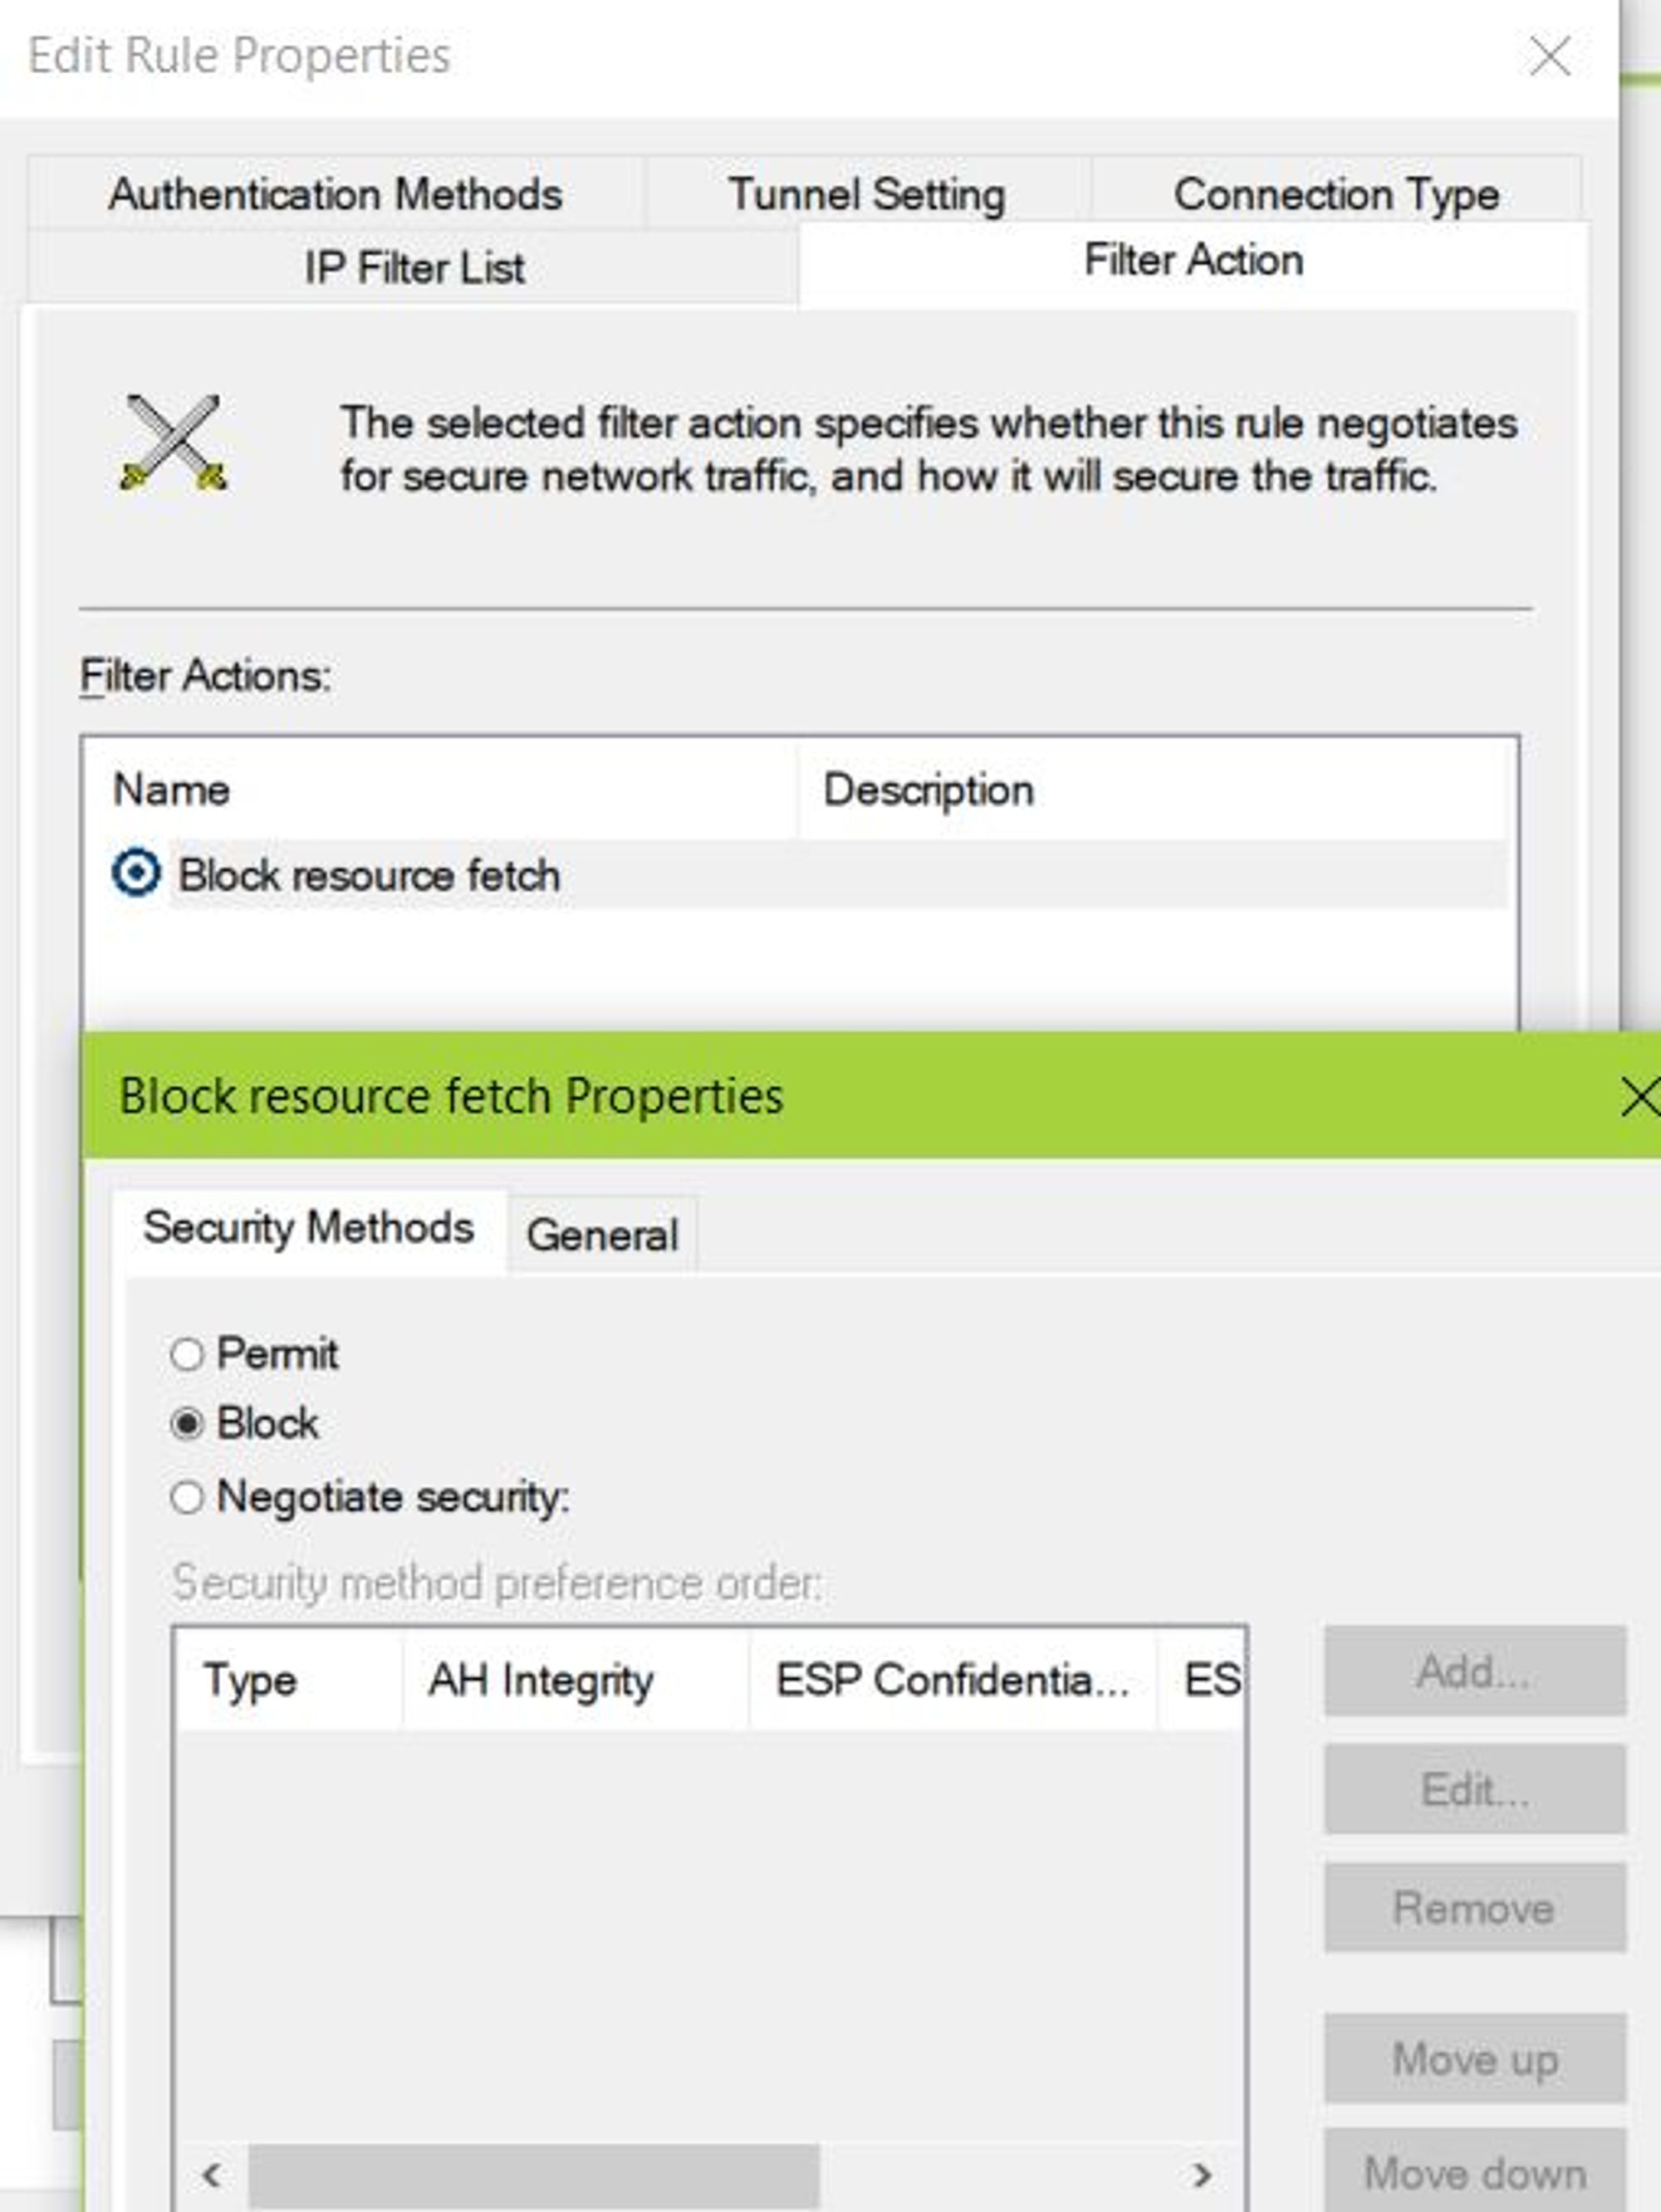 Edit Rule Properties
Authentication Methods
Tunnel Setting
Connection Type
IP Filter List
Filter Action
The selected filter action specifies whether this rule negotiates
for secure network traffic, and how it will secure the traffic.
Filter Actions:
Name
Description
Block resource fetch
Block resource fetch Properties
Security Methods
General
Permit
Block
Negotiate security:
Security method preference order:
Type
AH Integrity
ESP Confidentia...
ES
Add...
Edit...
Remove
Move up
Move down